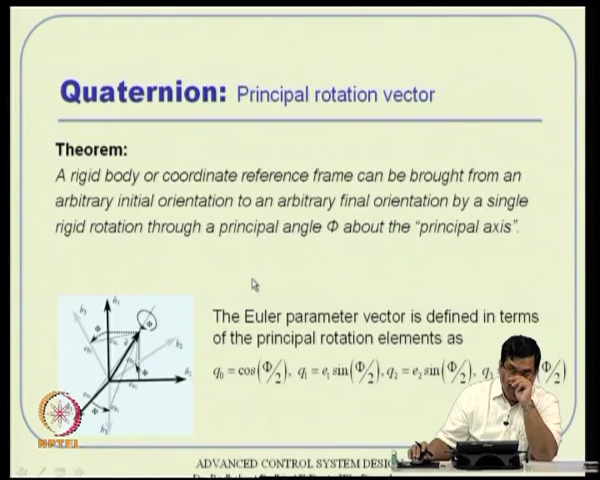 Quaternion: Principal rotation vector
Theorem:
A rigid body or coordinate reference frame can be brought from an
arbitrary initial orientation to an arbitrary final orientation by a single
rigid rotation through a principal angle Φ about the "principal axis".
The Euler parameter vector is defined in terms
of the principal rotation elements as
q₀ = cos(Φ/2), q₁ = e₁ sin(Φ/2), q₂ = e₂ sin(Φ/2), q₃ Φ/2)
NPTEL
ADVANCED CONTROL SYSTEM DESIG